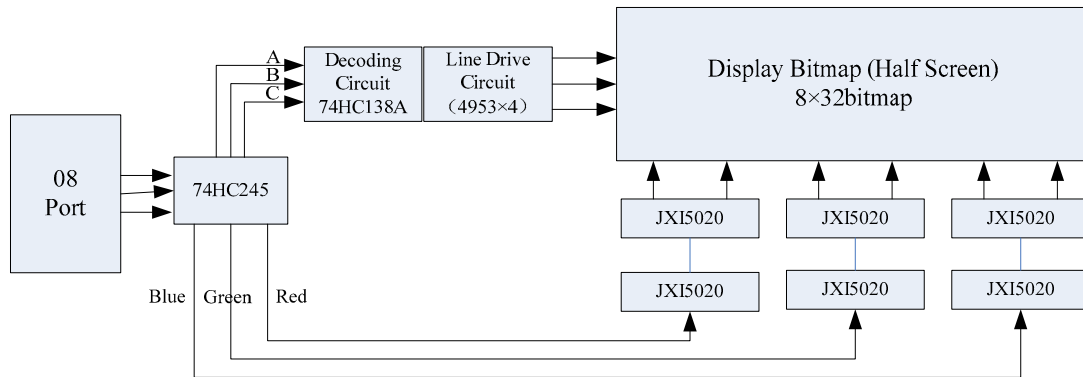 A
B
C
Decoding
Circuit
74HC138A
Line Drive
Circuit
(4953×4)
Display Bitmap (Half Screen)
8×32bitmap
08
Port
74HC245
JXI5020
JXI5020
JXI5020
JXI5020
JXI5020
JXI5020
Blue
Green
Red